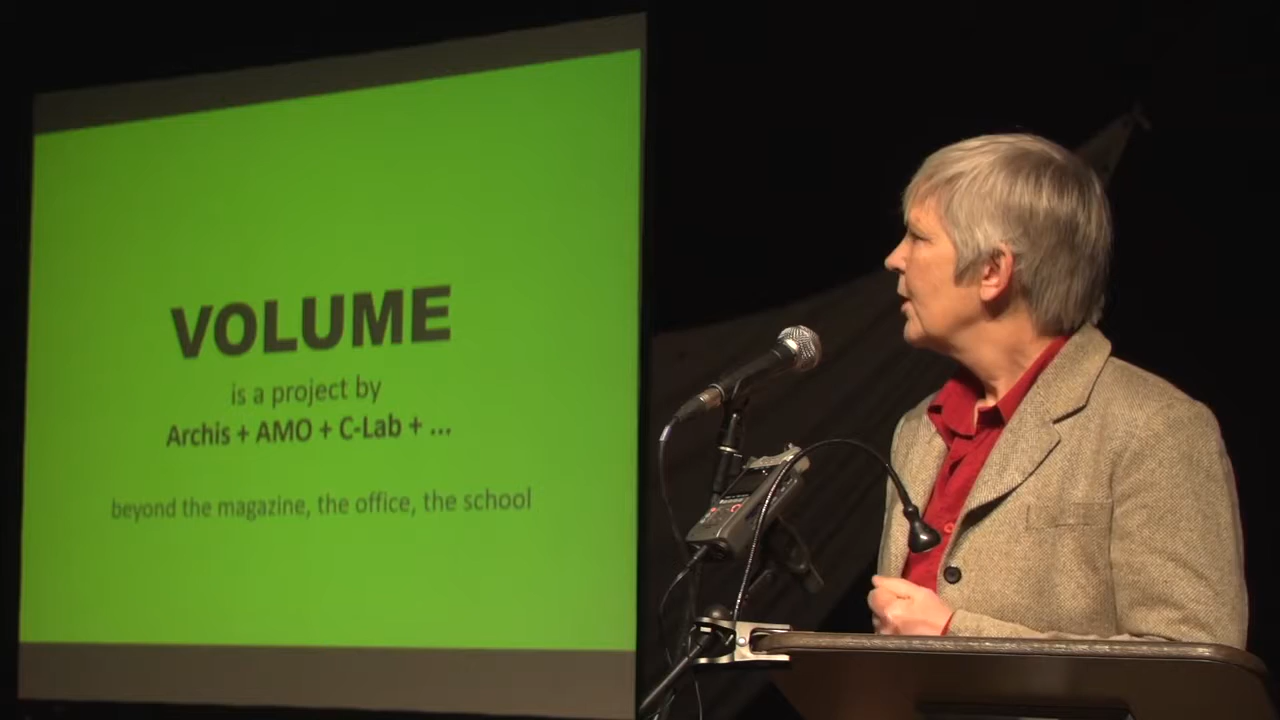 VOLUME
is a project by
Archis + AMO + C-Lab + ...
beyond the magazine, the office, the school